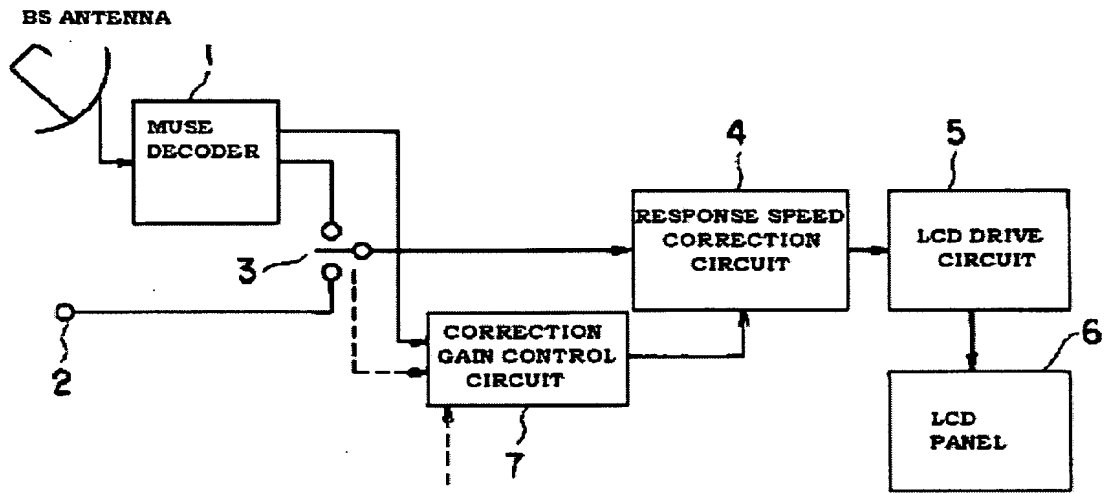 BS ANTENNA
1
MUSE
DECODER
4
5
RESPONSE SPEED
CORRECTION
CIRCUIT
LCD DRIVE
CIRCUIT
3
2
CORRECTION
GAIN CONTROL
CIRCUIT
7
6
LCD
PANEL